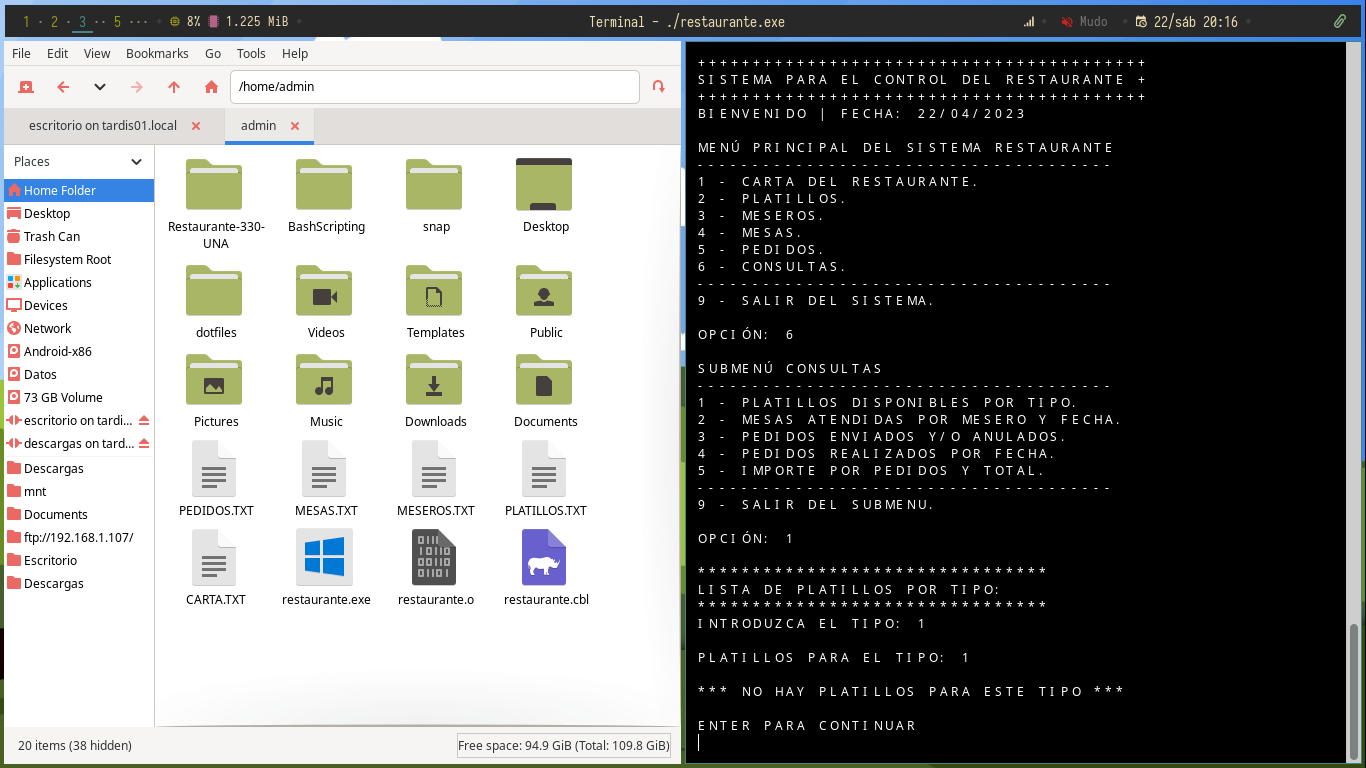 1 · 2 · 3 ·· 5 ··· 8% 1.225 MiB
Terminal - ./restaurante.exe
Mudo
22/sáb 20:16
File Edit View Bookmarks Go Tools Help
/home/admin
escritorio on tardis01.local
admin
Places
Home Folder
Desktop
Trash Can
Filesystem Root
Applications
Devices
Network
Android-x86
Datos
73 GB Volume
escritorio on tardi...
descargas on tard...
Descargas
mnt
Documents
ftp://192.168.1.107/
Escritorio
Descargas
Restaurante-330-
UNA
BashScripting
snap
Desktop
dotfiles
Videos
Templates
Public
Pictures
Music
Downloads
Documents
PEDIDOS.TXT
MESAS.TXT
MESEROS.TXT
PLATILLOS.TXT
CARTA.TXT
restaurante.exe
restaurante.o
restaurante.cbl
20 items (38 hidden)
Free space: 94.9 GiB (Total: 109.8 GiB)
+++++++++++++++++++++++++++++++++++++++++
SISTEMA PARA EL CONTROL DEL RESTAURANTE +
+++++++++++++++++++++++++++++++++++++++++
BIENVENIDO | FECHA: 22/04/2023
MENÚ PRINCIPAL DEL SISTEMA RESTAURANTE
--------------------------------------
1 - CARTA DEL RESTAURANTE.
2 - PLATILLOS.
3 - MESEROS.
4 - MESAS.
5 - PEDIDOS.
6 - CONSULTAS.
--------------------------------------
9 - SALIR DEL SISTEMA.
OPCIÓN: 6
SUBMENÚ CONSULTAS
--------------------------------------
1 - PLATILLOS DISPONIBLES POR TIPO.
2 - MESAS ATENDIDAS POR MESERO Y FECHA.
3 - PEDIDOS ENVIADOS Y/O ANULADOS.
4 - PEDIDOS REALIZADOS POR FECHA.
5 - IMPORTE POR PEDIDOS Y TOTAL.
--------------------------------------
9 - SALIR DEL SUBMENU.
OPCIÓN: 1
********************************
LISTA DE PLATILLOS POR TIPO:
********************************
INTRODUZCA EL TIPO: 1
PLATILLOS PARA EL TIPO: 1
*** NO HAY PLATILLOS PARA ESTE TIPO ***
ENTER PARA CONTINUAR